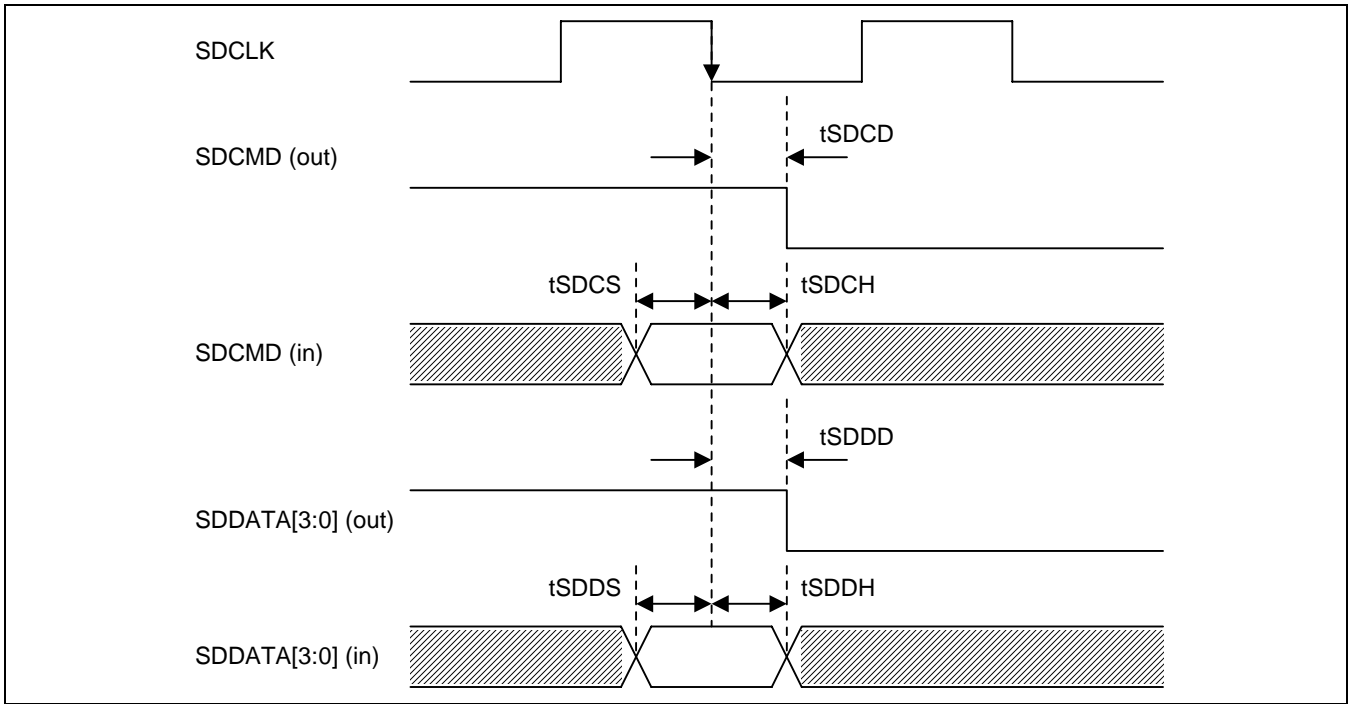 SDCLK
tSDCD
SDCMD (out)
tSDCS tSDCH
SDCMD (in)
tSDDD
SDDATA[3:0] (out)
tSDDS tSDDH
SDDATA[3:0] (in)